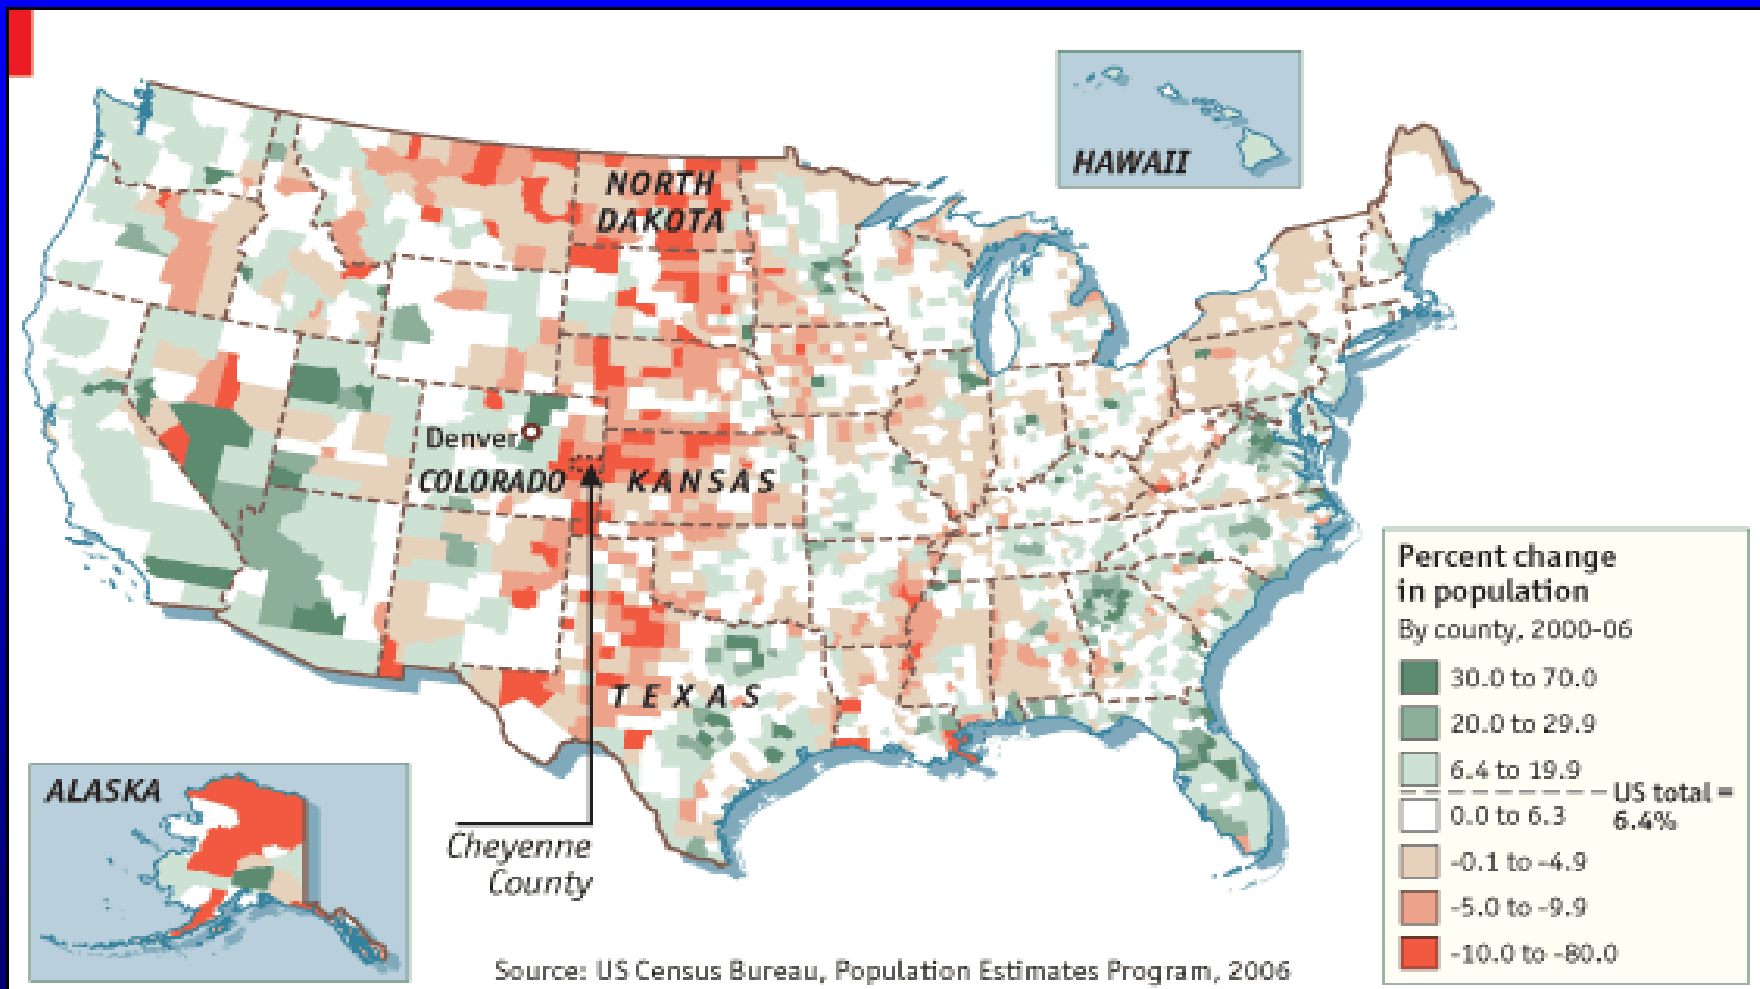 HAWAII
NORTH
DAKOTA
Denver
COLORADO
KANSAS
TEXAS
ALASKA
Cheyenne
County
Percent change
in population
By county, 2000-06
30.0 to 70.0
20.0 to 29.9
6.4 to 19.9
US total =
6.4%
0.0 to 6.3
-0.1 to -4.9
-5.0 to -9.9
-10.0 to -80.0
Source: US Census Bureau, Population Estimates Program, 2006